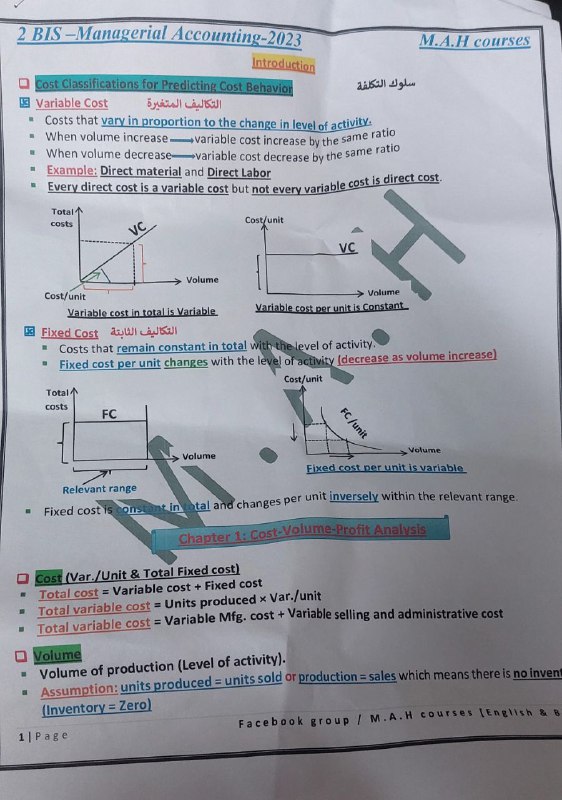 2 BIS –Managerial Accounting-2023
M.A.H courses
Introduction
Cost Classifications for Predicting Cost Behavior
سلوك التكلفة
Variable Cost التكاليف المتغيرة
Costs that vary in proportion to the change in level of activity.
When volume increase variable cost increase by the same ratio
When volume decrease variable cost decrease by the same ratio
Example: Direct material and Direct Labor
Every direct cost is a variable cost but not every variable cost is direct cost.
Total costs
VC
Volume
Cost/unit
Variable cost in total is Variable
Cost/unit
VC
Volume
Variable cost per unit is Constant
Fixed Cost التكاليف الثابتة
Costs that remain constant in total with the level of activity.
Fixed cost per unit changes with the level of activity (decrease as volume increase)
Total costs
FC
Volume
Relevant range
Cost/unit
FC/unit
Volume
Fixed cost per unit is variable
Fixed cost is constant in total and changes per unit inversely within the relevant range.
M.A.H
Chapter 1: Cost-Volume-Profit Analysis
Cost (Var./Unit & Total Fixed cost)
Total cost = Variable cost + Fixed cost
Total variable cost = Units produced × Var./unit
Total variable cost = Variable Mfg. cost + Variable selling and administrative cost
Volume
Volume of production (Level of activity).
Assumption: units produced = units sold or production = sales which means there is no inven
(Inventory = Zero)
Facebook group / M.A.H courses [English & B
1 | Page